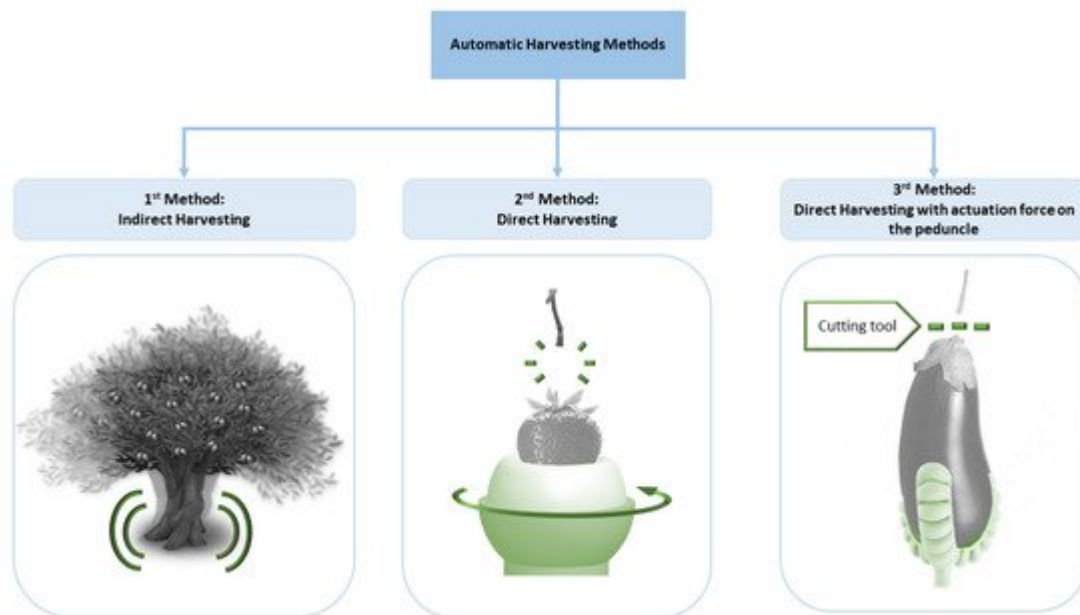 Automatic Harvesting Methods
1st Method:
Indirect Harvesting
2nd Method:
Direct Harvesting
3rd Method:
Direct Harvesting with actuation force on
the peduncle
Cutting tool